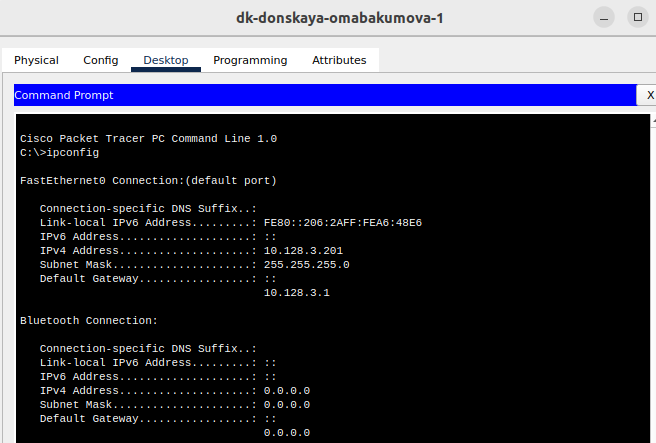 dk-donskaya-omabakumova-1
Physical Config Desktop Programming Attributes
Command Prompt X
Cisco Packet Tracer PC Command Line 1.0
C:\>ipconfig
FastEthernet0 Connection:(default port)
Connection-specific DNS Suffix..:
Link-local IPv6 Address.........: FE80::206:2AFF:FEA6:48E6
IPv6 Address....................: ::
IPv4 Address....................: 10.128.3.201
Subnet Mask.....................: 255.255.255.0
Default Gateway.................: ::
10.128.3.1
Bluetooth Connection:
Connection-specific DNS Suffix..:
Link-local IPv6 Address.........: ::
IPv6 Address....................: ::
IPv4 Address....................: 0.0.0.0
Subnet Mask.....................: 0.0.0.0
Default Gateway.................: ::
0.0.0.0